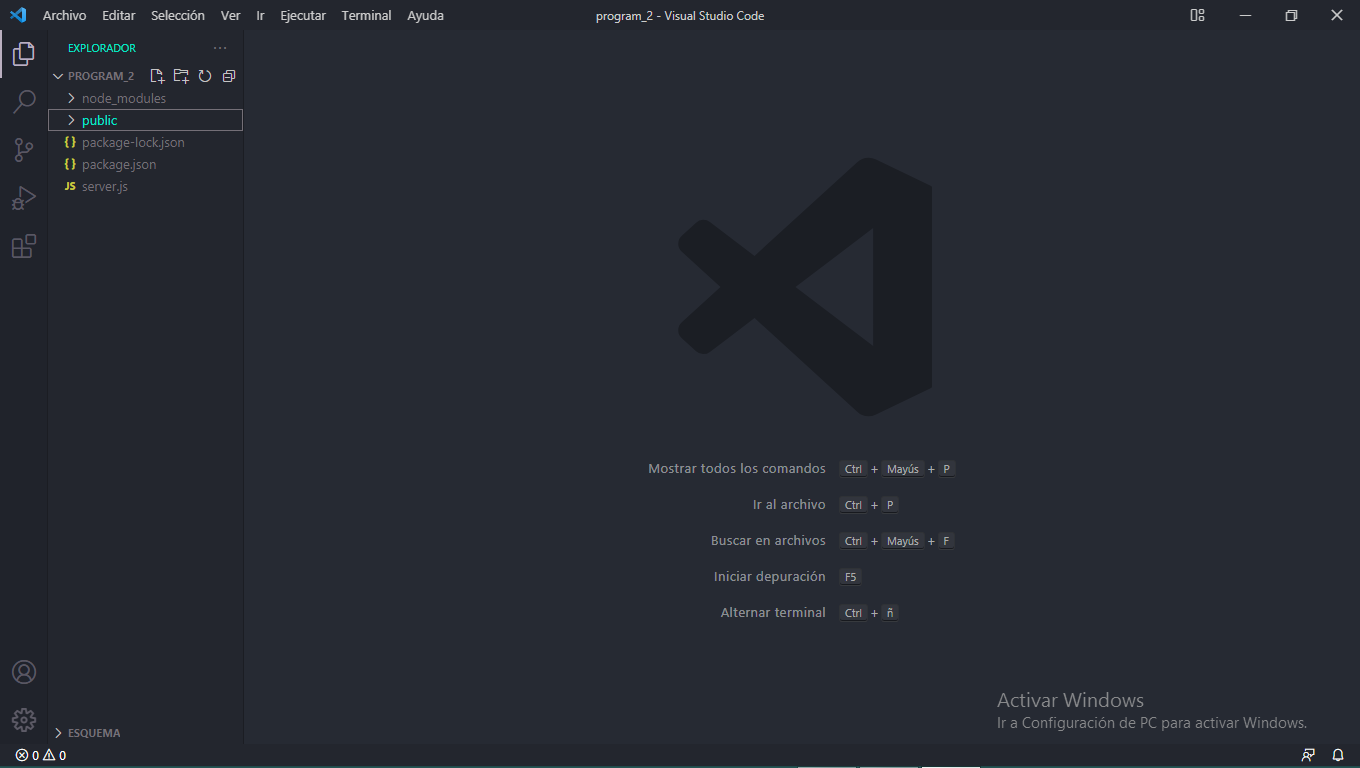 Archivo Editar Selección Ver Ir Ejecutar Terminal Ayuda program_2 - Visual Studio Code
EXPLORADOR
PROGRAM_2
node_modules
public
{} package-lock.json
{} package.json
JS server.js
Mostrar todos los comandos Ctrl + Mayús + P
Ir al archivo Ctrl + P
Buscar en archivos Ctrl + Mayús + F
Iniciar depuración F5
Alternar terminal Ctrl + ñ
Activar Windows
Ir a Configuración de PC para activar Windows.
ESQUEMA
0 0